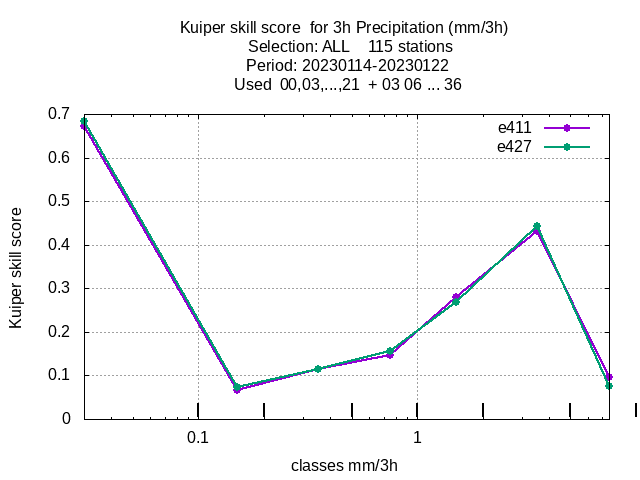 Kuiper skill score  for 3h Precipitation (mm/3h)
Selection: ALL    115 stations
Period: 20230114-20230122
Used  00,03,...,21  + 03 06 ... 36
e411
e427
0.7
0.6
0.5
0.4
0.3
0.2
0.1
0
Kuiper skill score
0.1
1
classes mm/3h